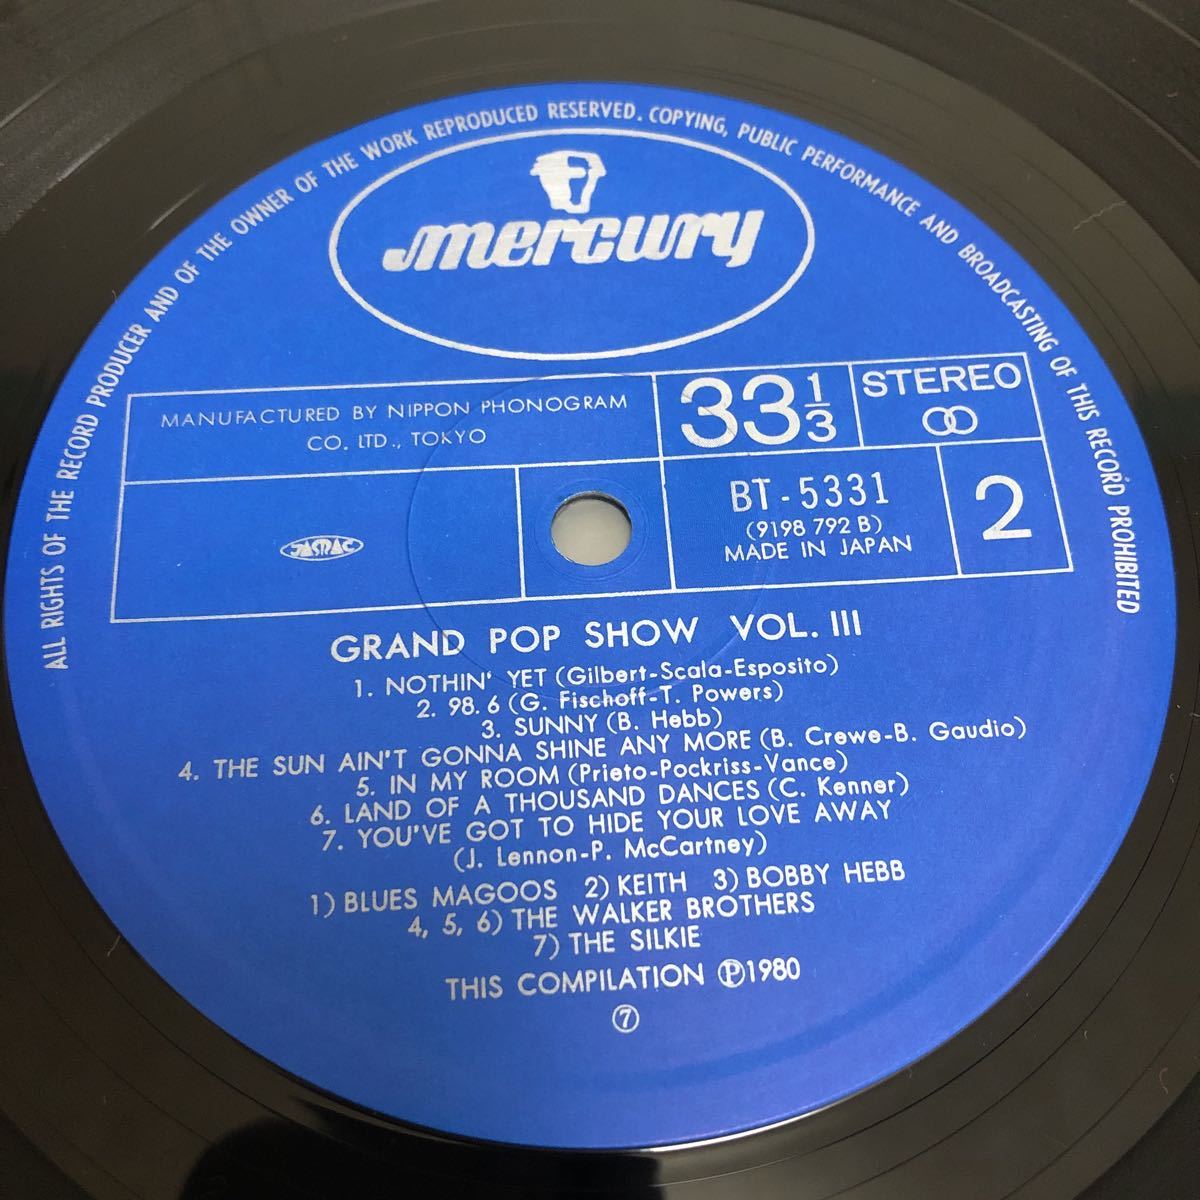 ALL RIGHTS OF THE RECORD PRODUCER AND OF THE OWNER OF THE WORK REPRODUCED RESERVED. COPYING, PUBLIC PERFORMANCE AND BROADCASTING OF THIS RECORD PROHIBITED
mercury
MANUFACTURED BY NIPPON PHONOGRAM
CO. LTD., TOKYO
33 1/3
STEREO
JASRAC
BT-5331
(9198 792 B)
MADE IN JAPAN
2
GRAND POP SHOW VOL. III
1. NOTHIN' YET (Gilbert-Scala-Esposito)
2. 98.6 (G. Fischoff-T. Powers)
3. SUNNY (B. Hebb)
4. THE SUN AIN'T GONNA SHINE ANY MORE (B. Crewe-B. Gaudio)
5. IN MY ROOM (Prieto-Pockriss-Vance)
6. LAND OF A THOUSAND DANCES (C. Kenner)
7. YOU'VE GOT TO HIDE YOUR LOVE AWAY
(J. Lennon-P. McCartney)
1) BLUES MAGOOS 2) KEITH 3) BOBBY HEBB
4, 5, 6) THE WALKER BROTHERS
7) THE SILKIE
THIS COMPILATION Ⓟ1980
⑦